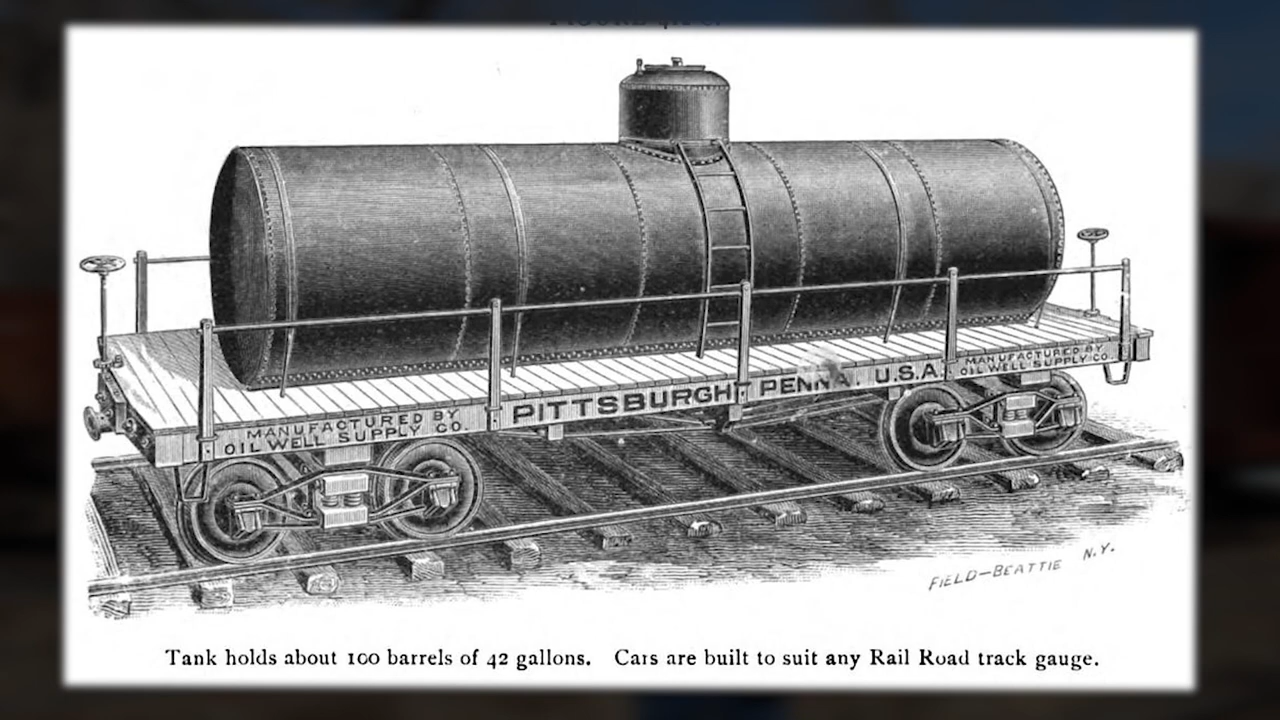 MANUFACTURED BY
OIL WELL SUPPLY CO.
PITTSBURGH PENN'A. U.S.A.
MANUFACTURED BY
OIL WELL SUPPLY CO.
FIELD–BEATTIE N.Y.
Tank holds about 100 barrels of 42 gallons. Cars are built to suit any Rail Road track gauge.